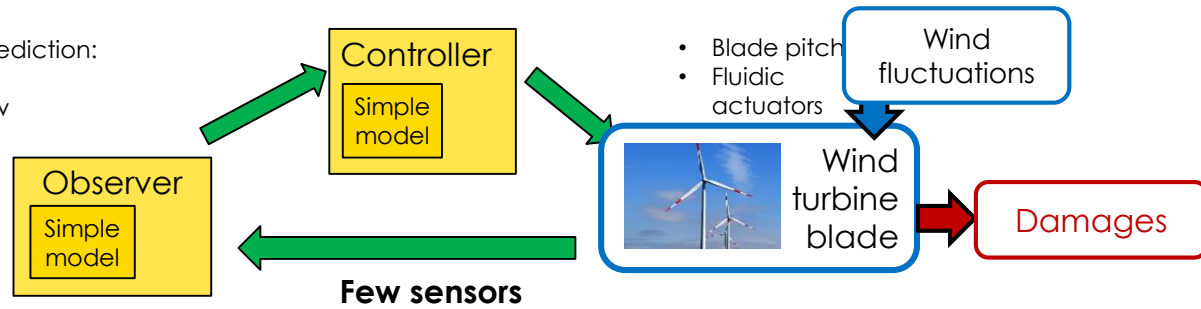 ediction:
v
Controller
Simple
model
• Blade pitch
• Fluidic
actuators
Wind
fluctuations
Observer
Simple
model
Wind
turbine
blade
Damages
Few sensors